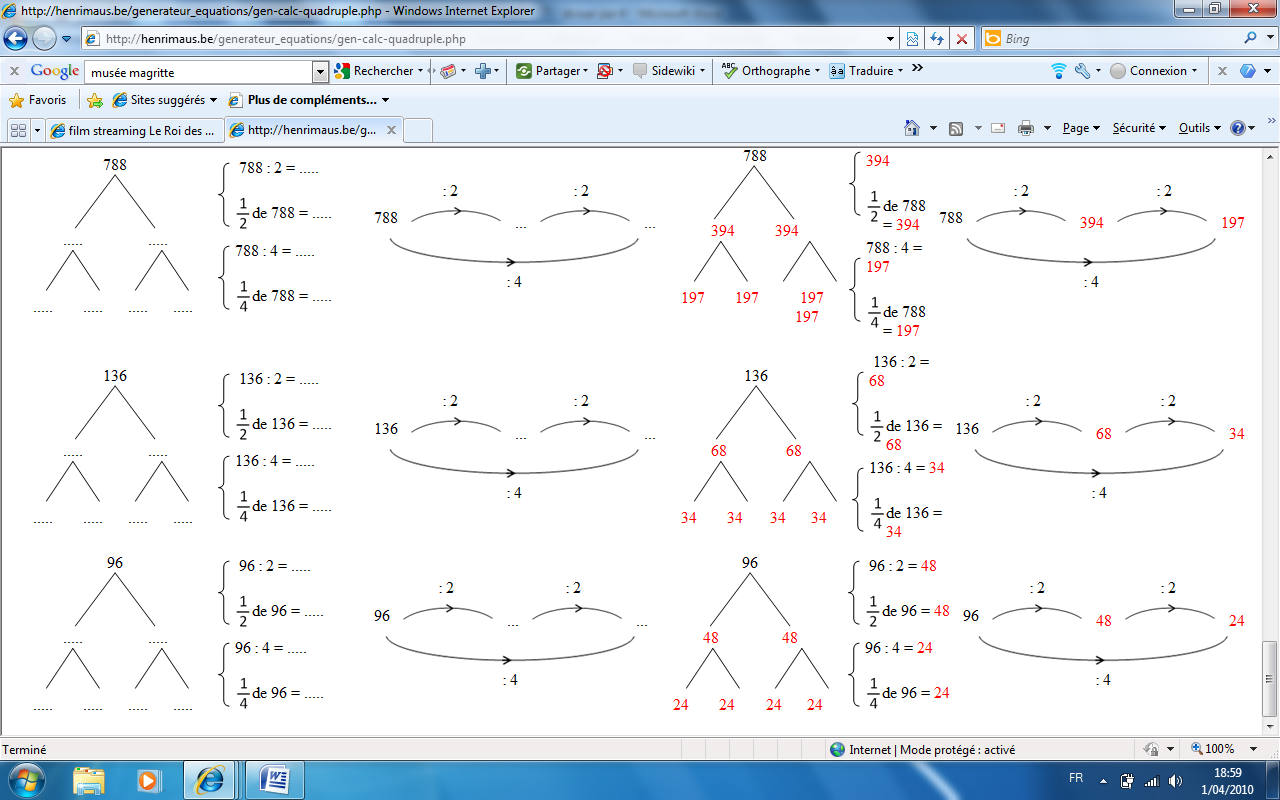 http://henrimaus.be/generateur_equations/gen-calc-quadruple.php - Windows Internet Explorer
http://henrimaus.be/generateur_equations/gen-calc-quadruple.php
Bing
x Google musée magritte Rechercher Partager Sidewiki ABC Orthographe aä Traduire Connexion
Favoris Sites suggérés Plus de compléments...
film streaming Le Roi des ... http://henrimaus.be/g... Page Sécurité Outils
788
788 : 2 = .....
1/2 de 788 = .....
..... .....
788 : 4 = .....
1/4 de 788 = .....
..... ..... ..... .....
: 2 : 2
788 ... ...
: 4
788
394
1/2 de 788
= 394
394 394
788 : 4 =
197
1/4 de 788
= 197
197 197 197
197
: 2 : 2
788 394 197
: 4
136
136 : 2 = .....
1/2 de 136 = .....
..... .....
136 : 4 = .....
1/4 de 136 = .....
..... ..... ..... .....
: 2 : 2
136 ... ...
: 4
136
136 : 2 =
68
1/2 de 136 =
68
68 68
136 : 4 = 34
1/4 de 136 =
34
34 34 34 34
: 2 : 2
136 68 34
: 4
96
96 : 2 = .....
1/2 de 96 = .....
..... .....
96 : 4 = .....
1/4 de 96 = .....
..... ..... ..... .....
: 2 : 2
96 ... ...
: 4
96
96 : 2 = 48
1/2 de 96 = 48
48 48
96 : 4 = 24
1/4 de 96 = 24
24 24 24 24
: 2 : 2
96 48 24
: 4
Terminé Internet | Mode protégé : activé 100%
FR 18:59
1/04/2010